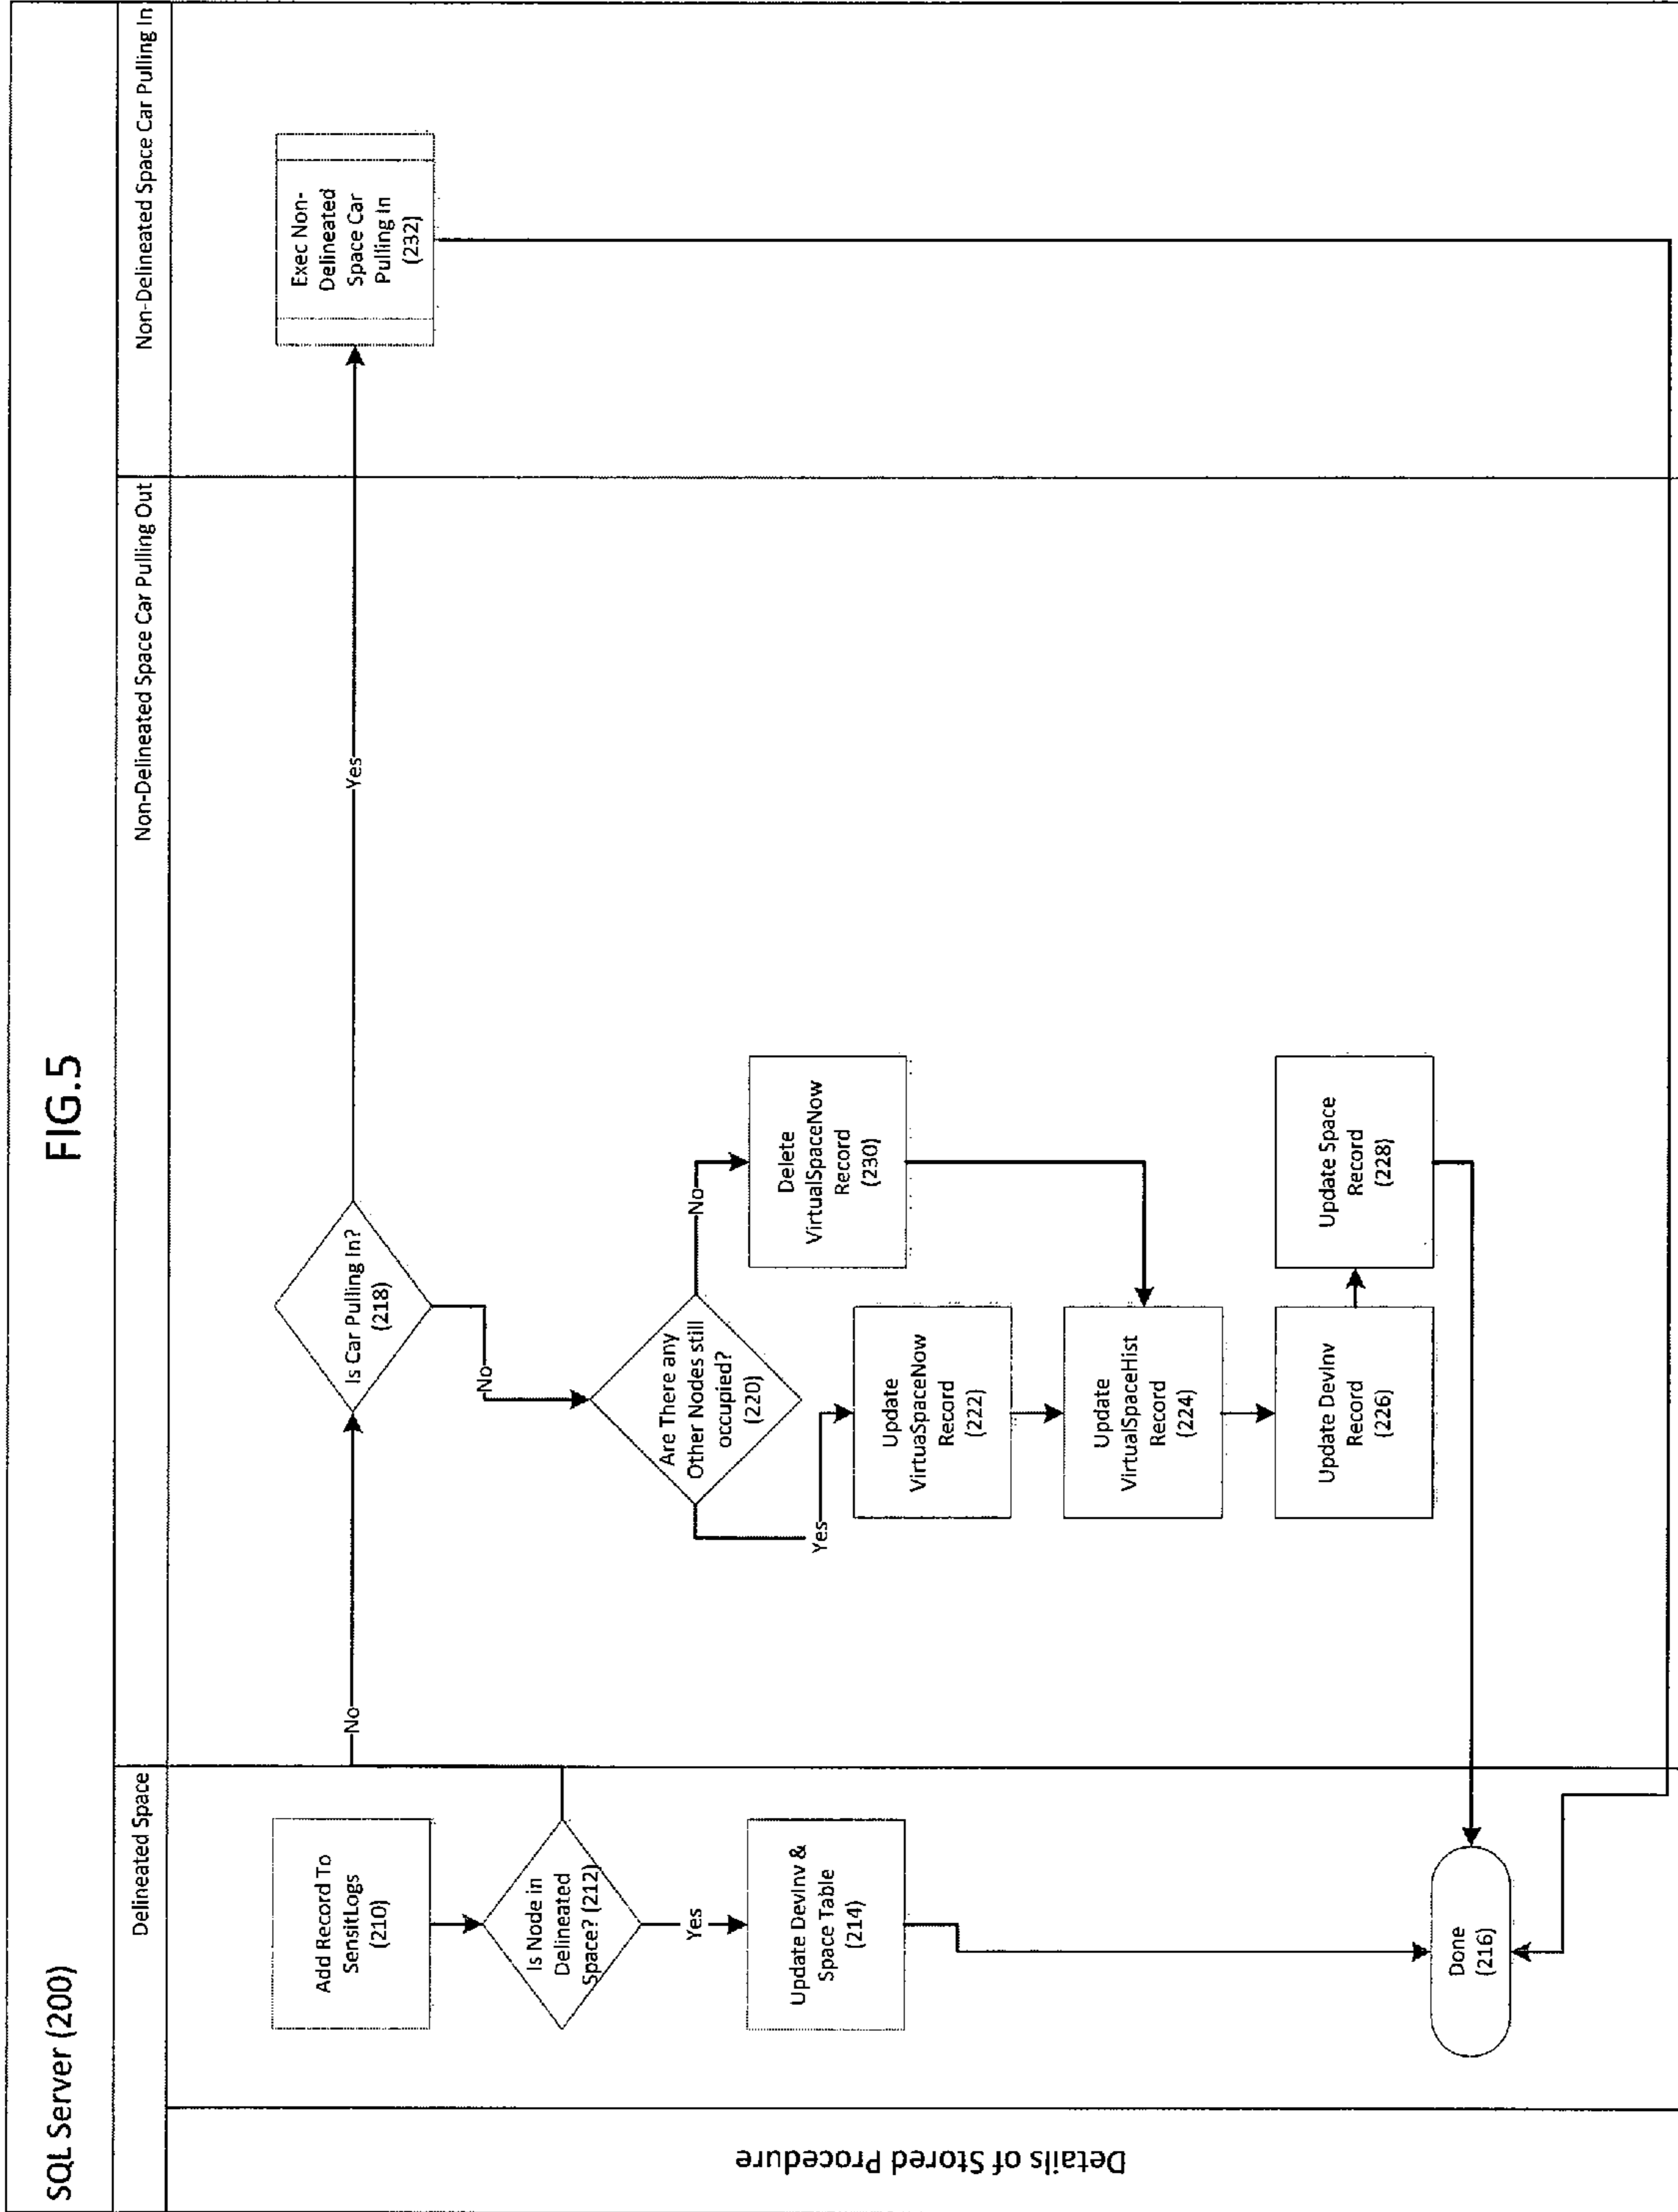 FIG.5
SQL Server (200)
Delineated Space
Non-Delineated Space Car Pulling Out
Non-Delineated Space Car Pulling In
Details of Stored Procedure
Add Record To
SensitLogs
(210)
Is Node in
Delineated
Space? (212)
Yes
Update DevInv &
Space Table
(214)
Done
(216)
No
Is Car Pulling In?
(218)
No
Are There any
Other Nodes still
occupied?
(220)
Yes
Update
VirtuaSpaceNow
Record
(222)
Update
VirtualSpaceHist
Record
(224)
Update DevInv
Record
(226)
Update Space
Record
(228)
No
Delete
VirtualSpaceNow
Record
(230)
Yes
Exec Non-
Delineated
Space Car
Pulling In
(232)